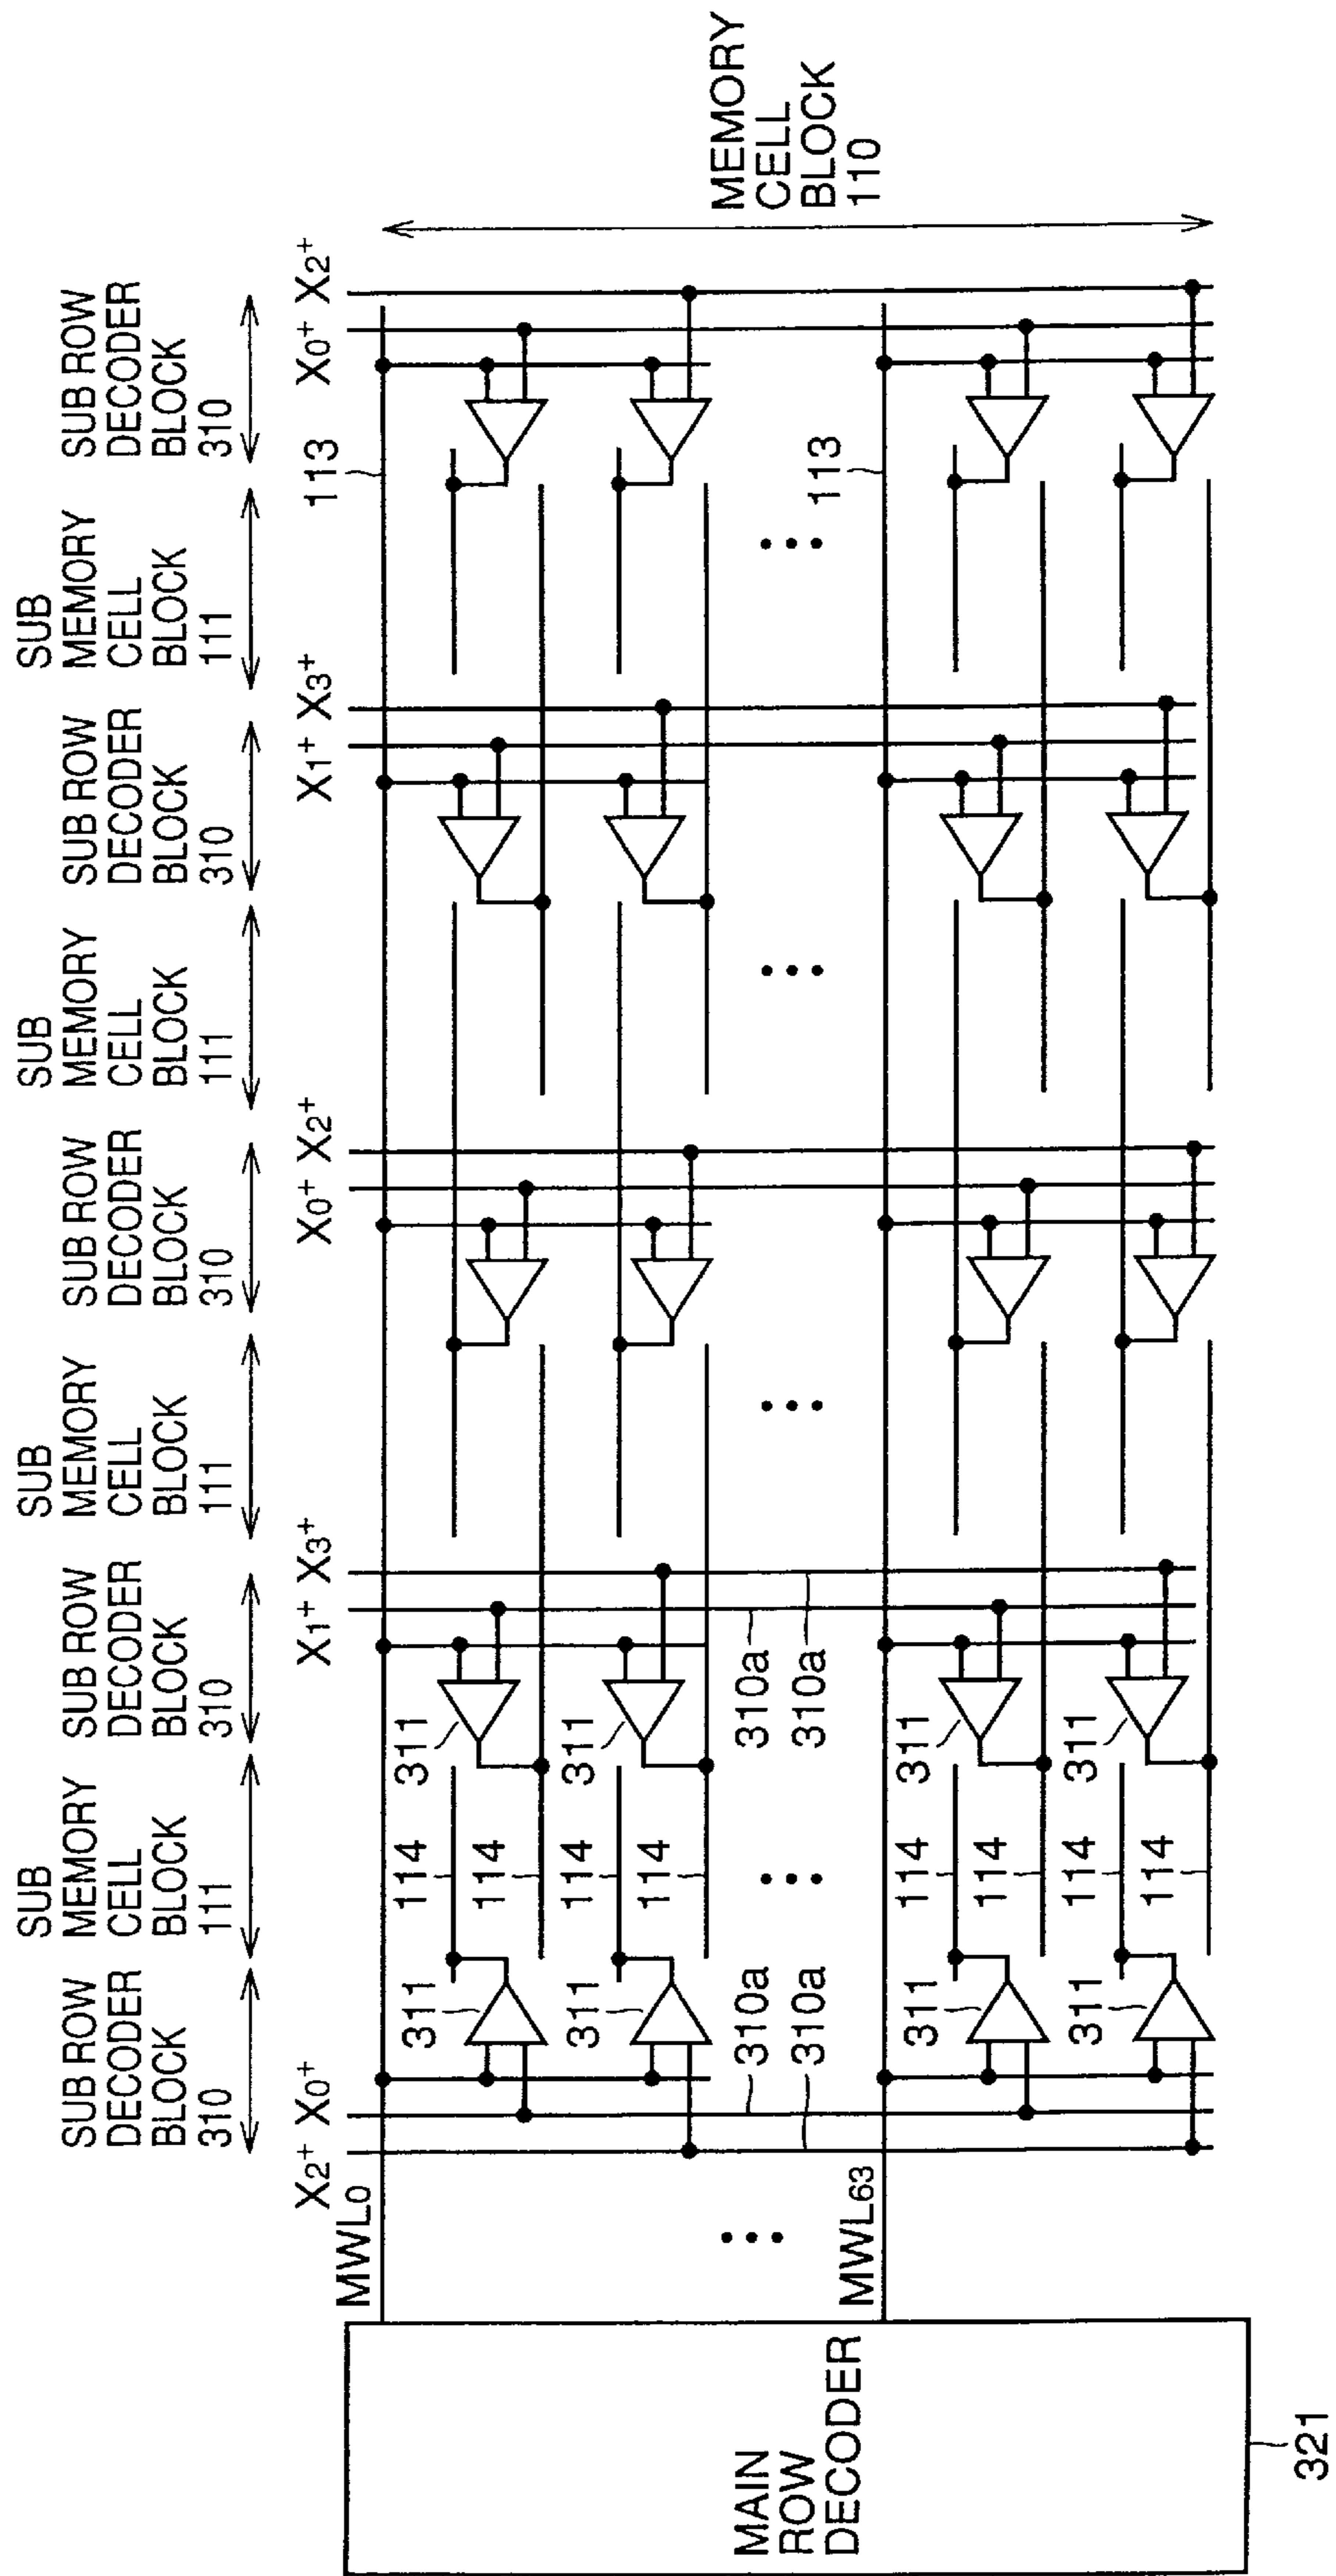 SUB ROW
DECODER
BLOCK
310
SUB
MEMORY
CELL
BLOCK
111
SUB ROW
DECODER
BLOCK
310
SUB
MEMORY
CELL
BLOCK
111
SUB ROW
DECODER
BLOCK
310
SUB
MEMORY
CELL
BLOCK
111
SUB ROW
DECODER
BLOCK
310
SUB
MEMORY
CELL
BLOCK
111
SUB ROW
DECODER
BLOCK
310
X2+ X0+
X1+ X3+
X0+ X2+
X1+ X3+
X0+ X2+
MWL0
113
311
114
311
114
311
114
311
114
310a
310a
310a
310a
MWL63
113
311
114
311
114
311
114
311
114
MEMORY
CELL
BLOCK
110
MAIN
ROW
DECODER
321